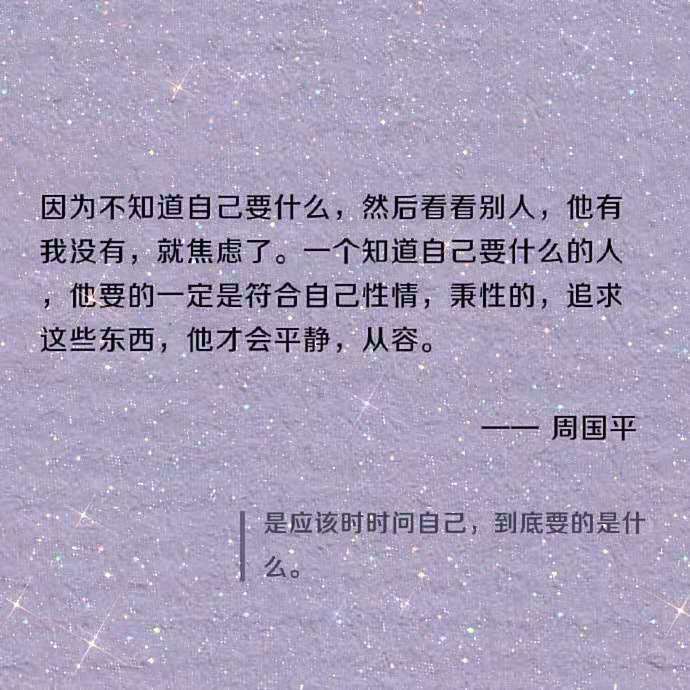 因为不知道自己要什么，然后看看别人，他有
我没有，就焦虑了。一个知道自己要什么的人
，他要的一定是符合自己性情，秉性的，追求
这些东西，他才会平静，从容。
—— 周国平
是应该时时问自己，到底要的是什
么。